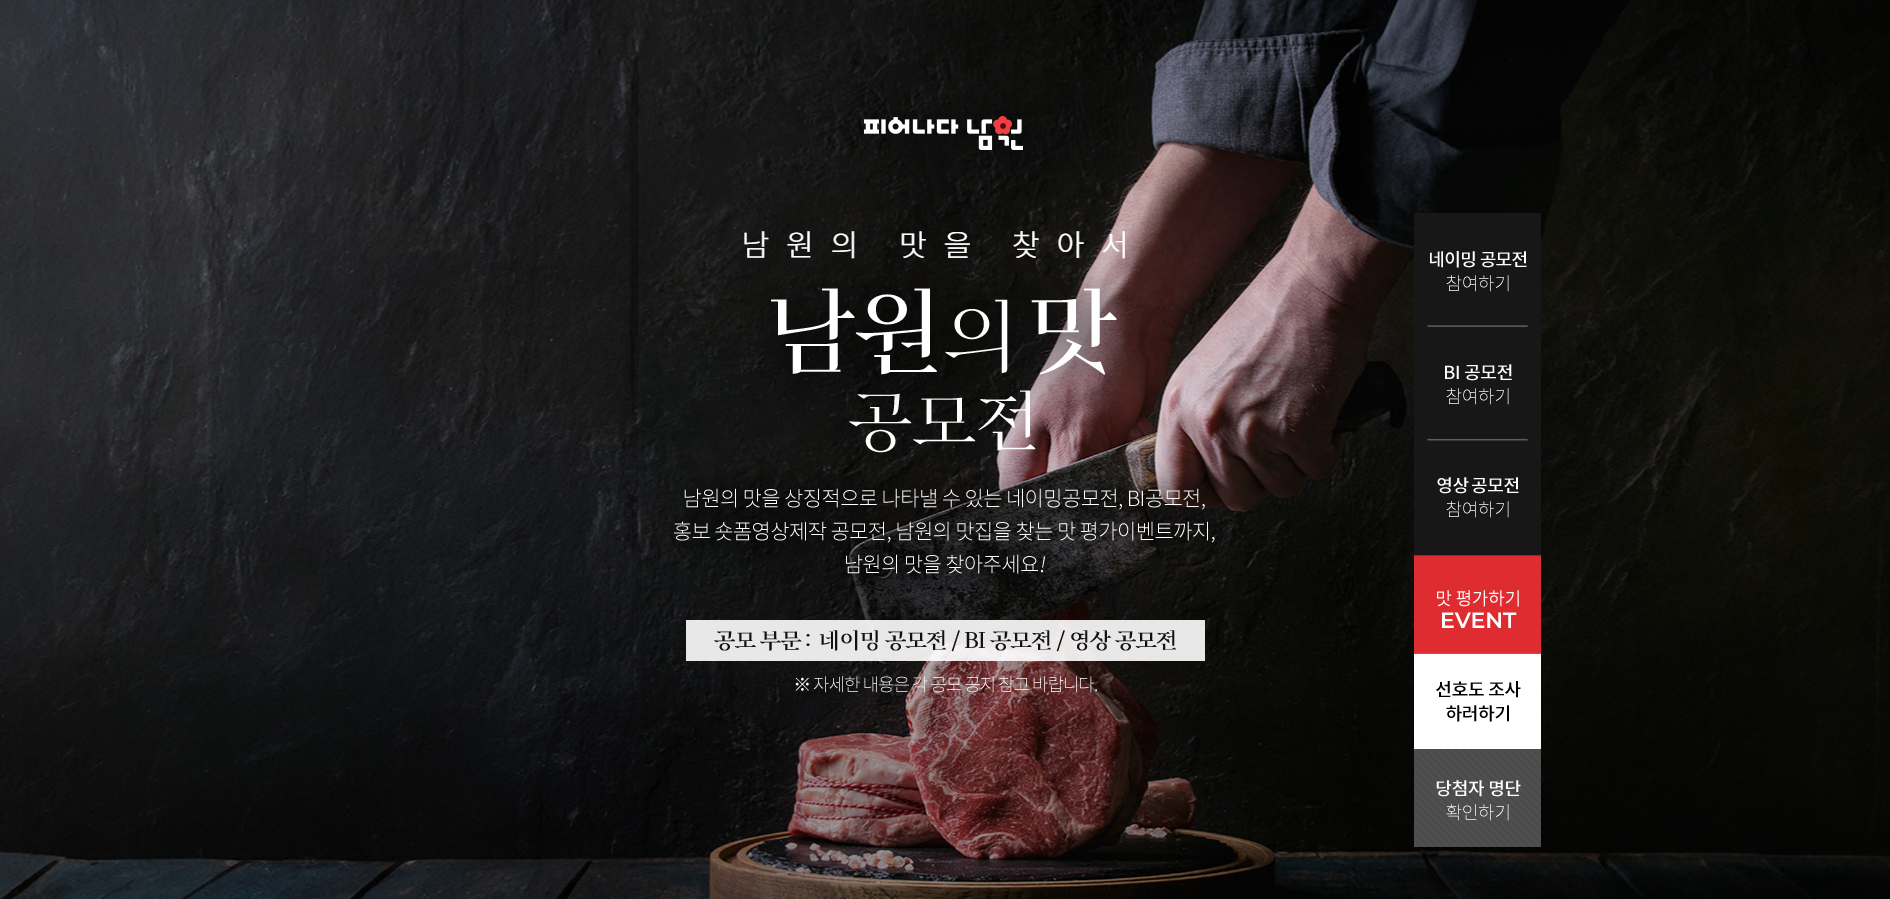 피어나다 남원
남원의 맛을 찾아서
남원의 맛
공모전
남원의 맛을 상징적으로 나타낼 수 있는 네이밍공모전, BI공모전,
홍보 숏폼영상제작 공모전, 남원의 맛집을 찾는 맛 평가이벤트까지,
남원의 맛을 찾아주세요!
공모 부문 : 네이밍 공모전 / BI 공모전 / 영상 공모전
※ 자세한 내용은 각 공모 공지 참고 바랍니다.
네이밍 공모전
참여하기
BI 공모전
참여하기
영상 공모전
참여하기
맛 평가하기
EVENT
선호도 조사
하러하기
당첨자 명단
확인하기